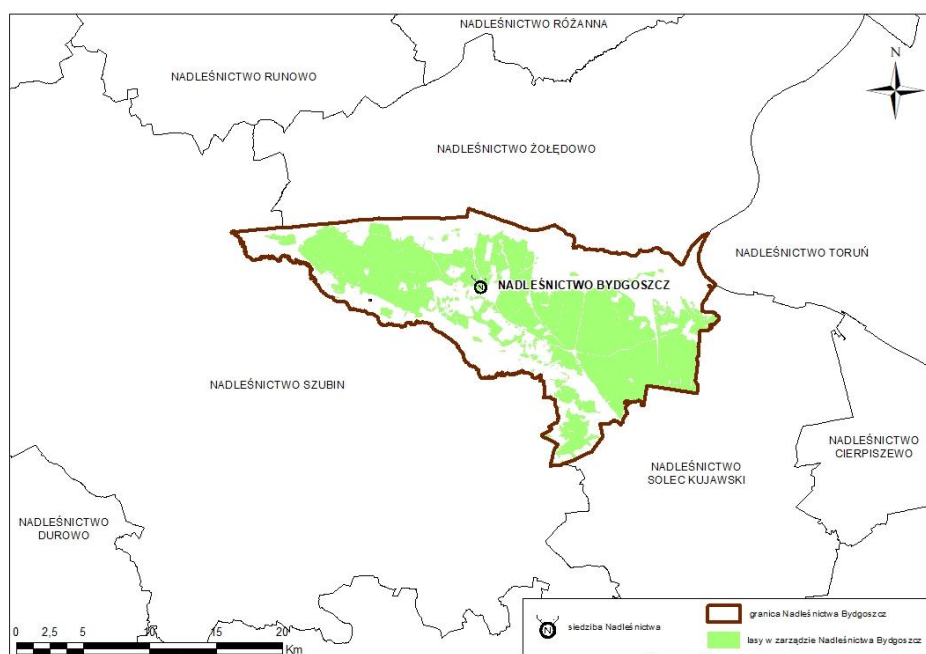 NADLEŚNICTWO RÓŻANNA
NADLEŚNICTWO RUNOWO
N
NADLEŚNICTWO ŻOŁĘDOWO
NADLEŚNICTWO TORUŃ
N NADLEŚNICTWO BYDGOSZCZ
NADLEŚNICTWO SZUBIN
NADLEŚNICTWO
CIERPISZEWO
NADLEŚNICTWO
SOLEC KUJAWSKI
NADLEŚNICTWO
DUROWO
granica Nadleśnictwa Bydgoszcz
N siedziba Nadleśnictwa
lasy w zarządzie Nadleśnictwa Bydgoszcz
0 2,5 5 10 15 20
Km